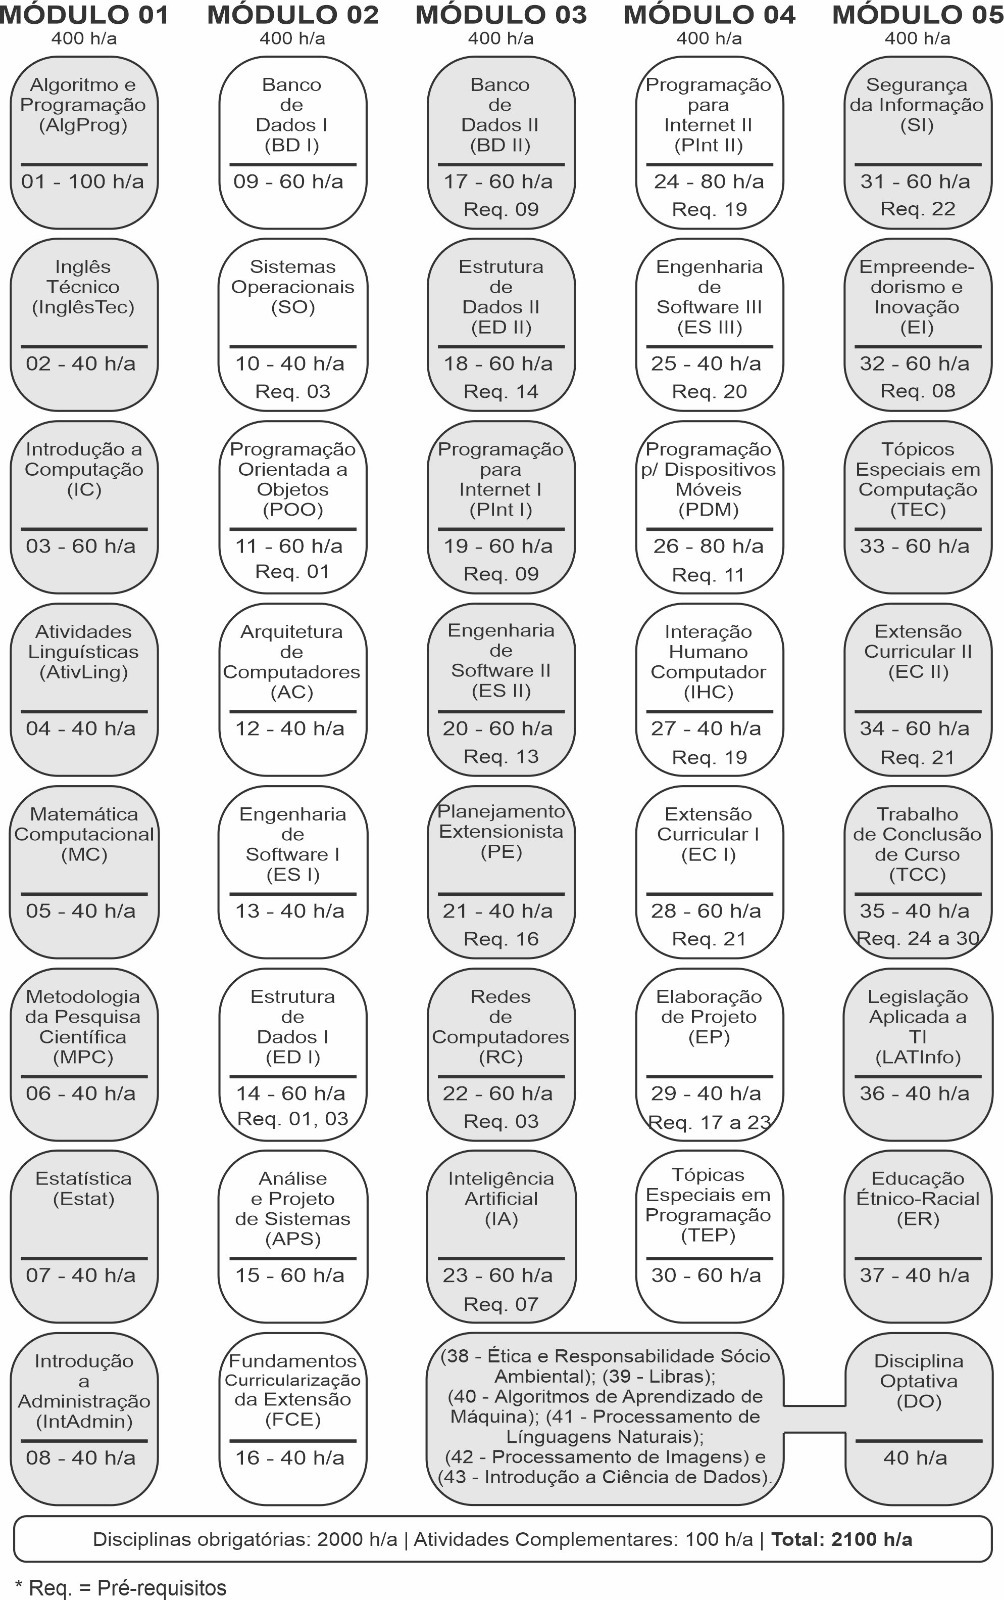 MÓDULO 01
400 h/a
Algoritmo e
Programação
(AlgProg)
01 - 100 h/a
Inglês
Técnico
(InglêsTec)
02 - 40 h/a
Introdução a
Computação
(IC)
03 - 60 h/a
Atividades
Linguísticas
(AtivLing)
04 - 40 h/a
Matemática
Computacional
(MC)
05 - 40 h/a
Metodologia
da Pesquisa
Científica
(MPC)
06 - 40 h/a
Estatística
(Estat)
07 - 40 h/a
Introdução
a
Administração
(IntAdmin)
08 - 40 h/a
MÓDULO 02
400 h/a
Banco
de
Dados I
(BD I)
09 - 60 h/a
Sistemas
Operacionais
(SO)
10 - 40 h/a
Req. 03
Programação
Orientada a
Objetos
(POO)
11 - 60 h/a
Req. 01
Arquitetura
de
Computadores
(AC)
12 - 40 h/a
Engenharia
de
Software I
(ES I)
13 - 40 h/a
Estrutura
de
Dados I
(ED I)
14 - 60 h/a
Req. 01, 03
Análise
e Projeto
de Sistemas
(APS)
15 - 60 h/a
Fundamentos
Curricularização
da Extensão
(FCE)
16 - 40 h/a
MÓDULO 03
400 h/a
Banco
de
Dados II
(BD II)
17 - 60 h/a
Req. 09
Estrutura
de
Dados II
(ED II)
18 - 60 h/a
Req. 14
Programação
para
Internet I
(PInt I)
19 - 60 h/a
Req. 09
Engenharia
de
Software II
(ES II)
20 - 60 h/a
Req. 13
Planejamento
Extensionista
(PE)
21 - 40 h/a
Req. 16
Redes
de
Computadores
(RC)
22 - 60 h/a
Req. 03
Inteligência
Artificial
(IA)
23 - 60 h/a
Req. 07
MÓDULO 04
400 h/a
Programação
para
Internet II
(PInt II)
24 - 80 h/a
Req. 19
Engenharia
de
Software III
(ES III)
25 - 40 h/a
Req. 20
Programação
p/ Dispositivos
Móveis
(PDM)
26 - 80 h/a
Req. 11
Interação
Humano
Computador
(IHC)
27 - 40 h/a
Req. 19
Extensão
Curricular I
(EC I)
28 - 60 h/a
Req. 21
Elaboração
de Projeto
(EP)
29 - 40 h/a
Req. 17 a 23
Tópicas
Especiais em
Programação
(TEP)
30 - 60 h/a
MÓDULO 05
400 h/a
Segurança
da Informação
(SI)
31 - 60 h/a
Req. 22
Empreende-
dorismo e
Inovação
(EI)
32 - 60 h/a
Req. 08
Tópicos
Especiais em
Computação
(TEC)
33 - 60 h/a
Extensão
Curricular II
(EC II)
34 - 60 h/a
Req. 21
Trabalho
de Conclusão
de Curso
(TCC)
35 - 40 h/a
Req. 24 a 30
Legislação
Aplicada a
TI
(LATInfo)
36 - 40 h/a
Educação
Étnico-Racial
(ER)
37 - 40 h/a
(38 - Ética e Responsabilidade Sócio
Ambiental); (39 - Libras);
(40 - Algoritmos de Aprendizado de
Máquina); (41 - Processamento de
Línguagens Naturais);
(42 - Processamento de Imagens) e
(43 - Introdução a Ciência de Dados).
Disciplina
Optativa
(DO)
40 h/a
Disciplinas obrigatórias: 2000 h/a | Atividades Complementares: 100 h/a | Total: 2100 h/a
* Req. = Pré-requisitos